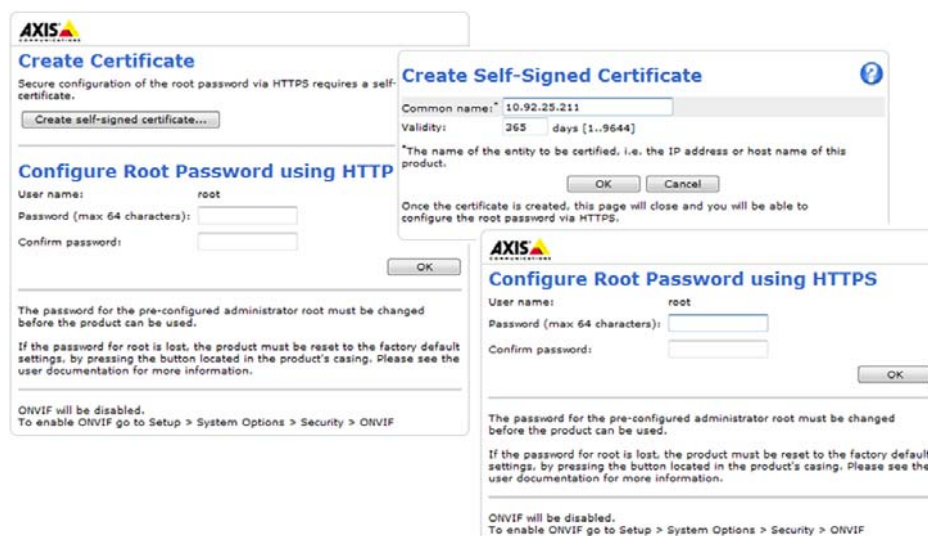 AXIS
COMMUNICATIONS
Create Certificate
Secure configuration of the root password via HTTPS requires a self-
certificate.
Create self-signed certificate...
Configure Root Password using HTTP
User name: root
Password (max 64 characters):
Confirm password:
OK
The password for the pre-configured administrator root must be changed
before the product can be used.
If the password for root is lost, the product must be reset to the factory default
settings, by pressing the button located in the product's casing. Please see the
user documentation for more information.
ONVIF will be disabled.
To enable ONVIF go to Setup > System Options > Security > ONVIF
Create Self-Signed Certificate
?
Common name:* 10.92.25.211
Validity: 365 days [1..9644]
*The name of the entity to be certified, i.e. the IP address or host name of this
product.
OK Cancel
Once the certificate is created, this page will close and you will be able to
configure the root password via HTTPS.
AXIS
COMMUNICATIONS
Configure Root Password using HTTPS
User name: root
Password (max 64 characters):
Confirm password:
OK
The password for the pre-configured administrator root must be changed
before the product can be used.
If the password for root is lost, the product must be reset to the factory default
settings, by pressing the button located in the product's casing. Please see the
user documentation for more information.
ONVIF will be disabled.
To enable ONVIF go to Setup > System Options > Security > ONVIF